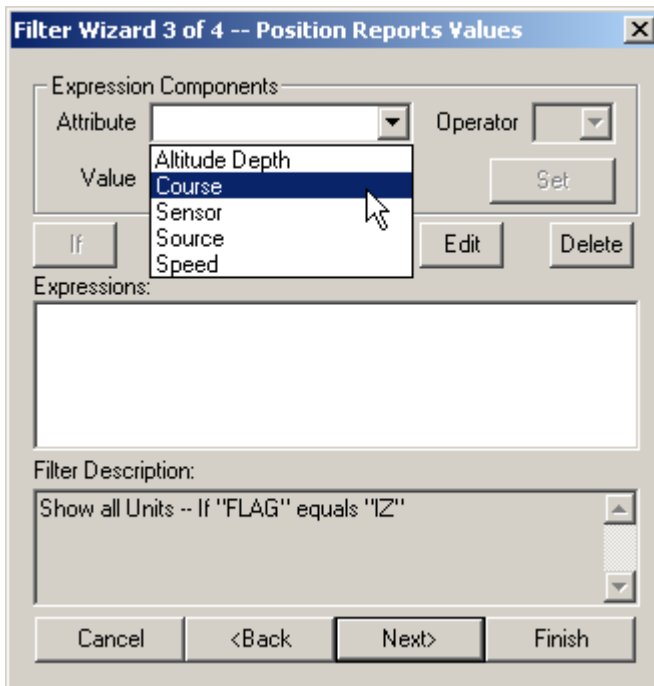 Filter Wizard 3 of 4 -- Position Reports Values
Expression Components
Attribute
Operator
Value
Altitude Depth
Course
Sensor
Source
Speed
Set
If
Edit
Delete
Expressions:
Filter Description:
Show all Units -- If "FLAG" equals "IZ"
Cancel
<Back
Next>
Finish